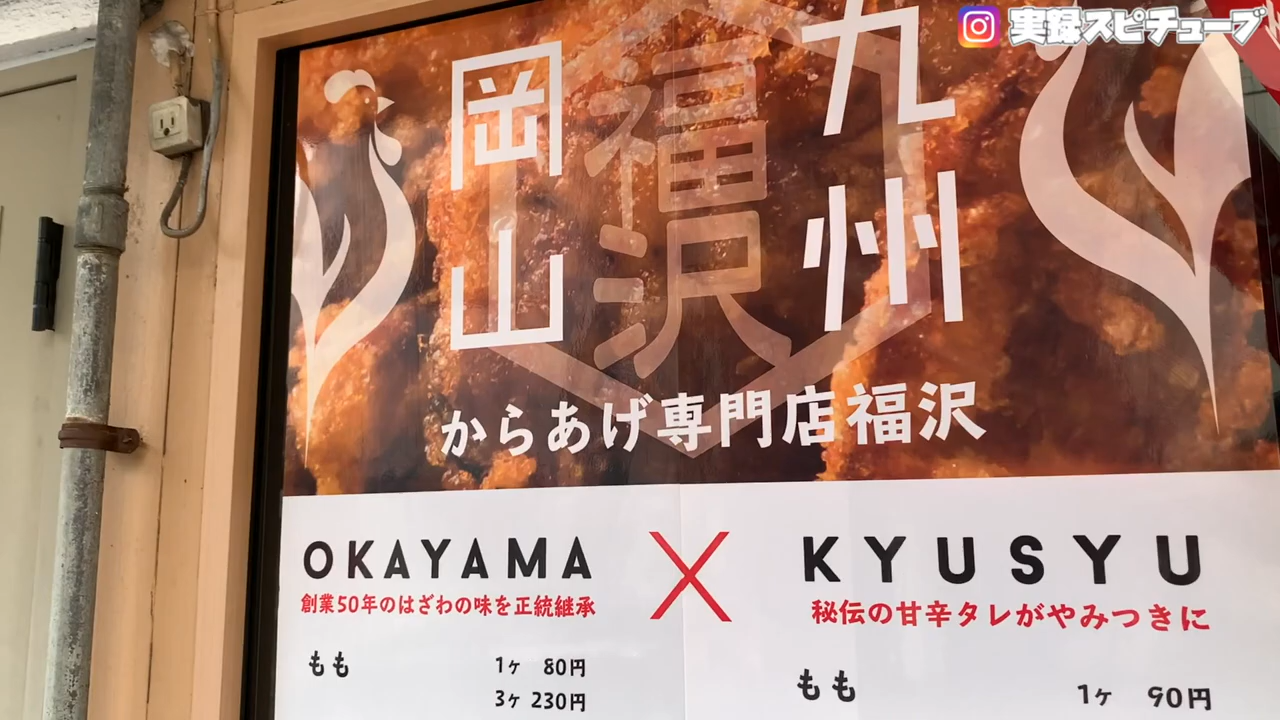 実録スピチューブ
岡山
福沢
九州
からあげ専門店福沢
OKAYAMA X KYUSYU
創業50年のはざわの味を正統継承
秘伝の甘辛タレがやみつきに
もも 1ヶ 80円
3ヶ 230円
もも 1ヶ 90円